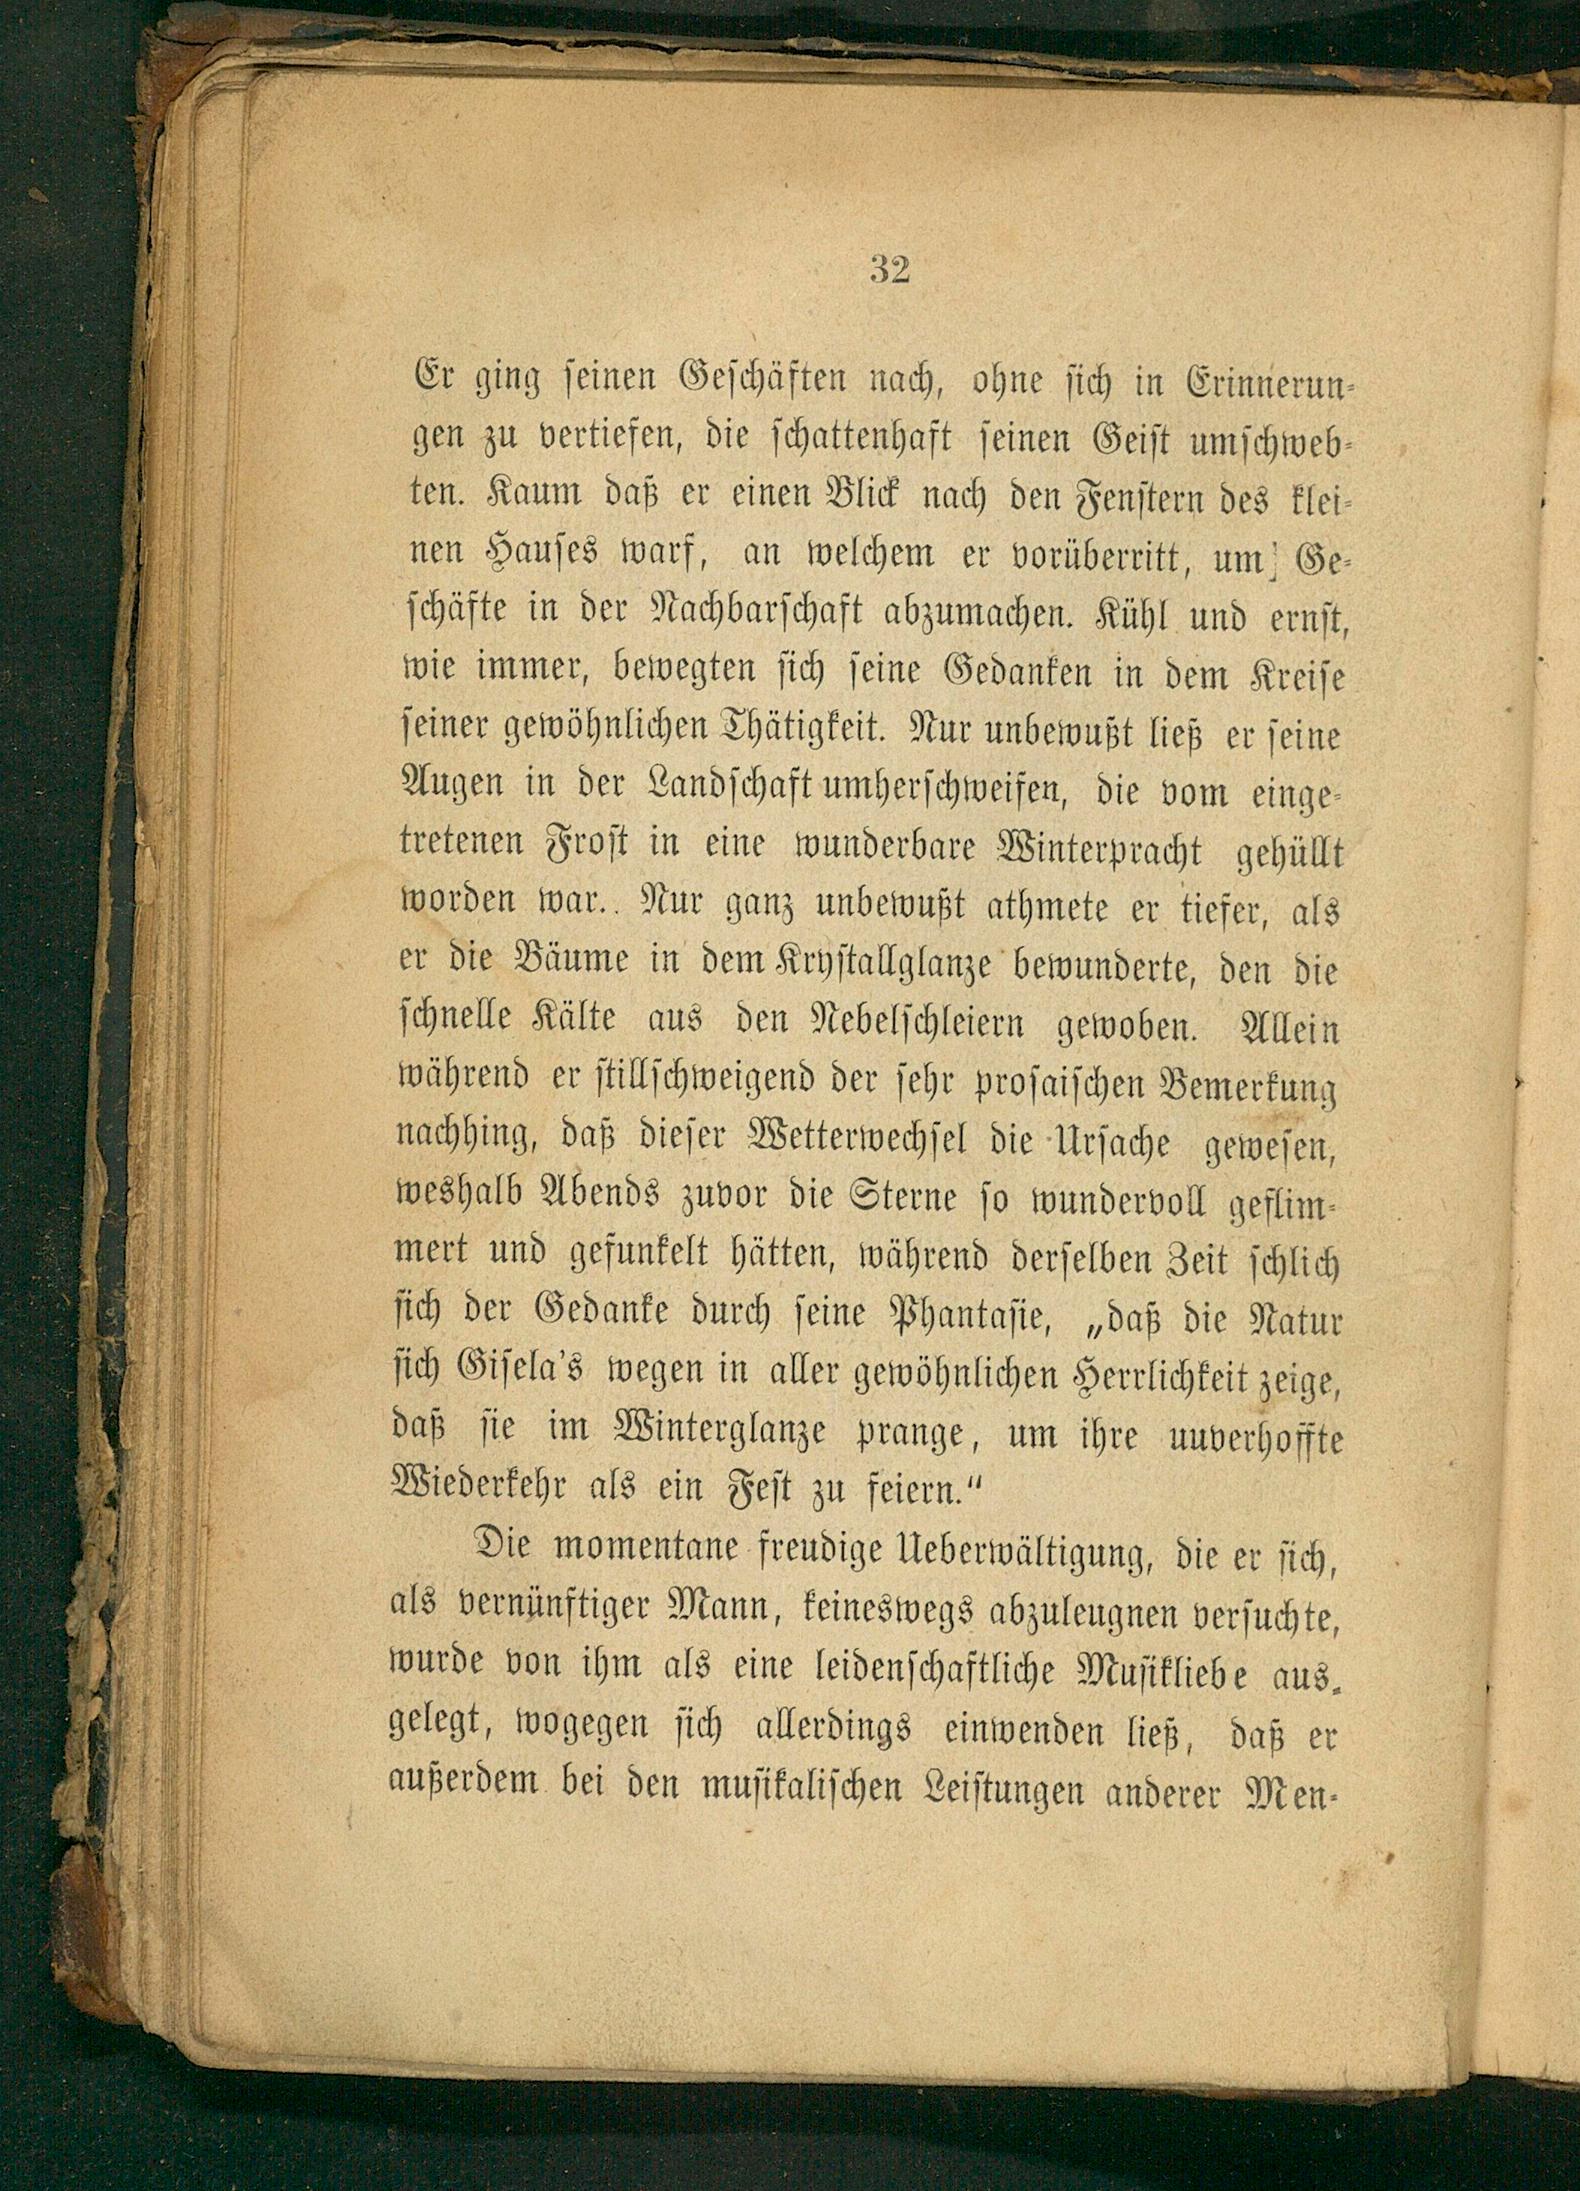 32
Er ging seinen Geschäften nach, ohne sich in Erinnerun-
gen zu vertiefen, die schattenhaft seinen Geist umschweb-
ten. Kaum daß er einen Blick nach den Fenstern des klei-
nen Hauses warf, an welchem er vorüberritt, um] Ge-
schäfte in der Nachbarschaft abzumachen. Kühl und ernst,
wie immer, bewegten sich seine Gedanken in dem Kreise
seiner gewöhnlichen Thätigkeit. Nur unbewußt ließ er seine
Augen in der Landschaft umherschweifen, die vom einge-
tretenen Frost in eine wunderbare Winterpracht gehüllt
worden war.. Nur ganz unbewußt athmete er tiefer, als
er die Bäume in dem Krystallglanze bewunderte, den die
schnelle Kälte aus den Nebelschleiern gewoben. Allein
während er stillschweigend der sehr prosaischen Bemerkung
nachhing, daß dieser Wetterwechsel die Ursache gewesen,
weshalb Abends zuvor die Sterne so wundervoll geflim-
mert und gefunkelt hätten, während derselben Zeit schlich
sich der Gedanke durch seine Phantasie, „daß die Natur
sich Gisela's wegen in aller gewöhnlichen Herrlichkeit zeige,
daß sie im Winterglanze prange, um ihre uuverhoffte
Wiederkehr als ein Fest zu feiern.“
Die momentane freudige Ueberwältigung, die er sich,
als vernünftiger Mann, keineswegs abzuleugnen versuchte,
wurde von ihm als eine leidenschaftliche Musikliebe aus-
gelegt, wogegen sich allerdings einwenden ließ, daß er
außerdem bei den musikalischen Leistungen anderer Men-